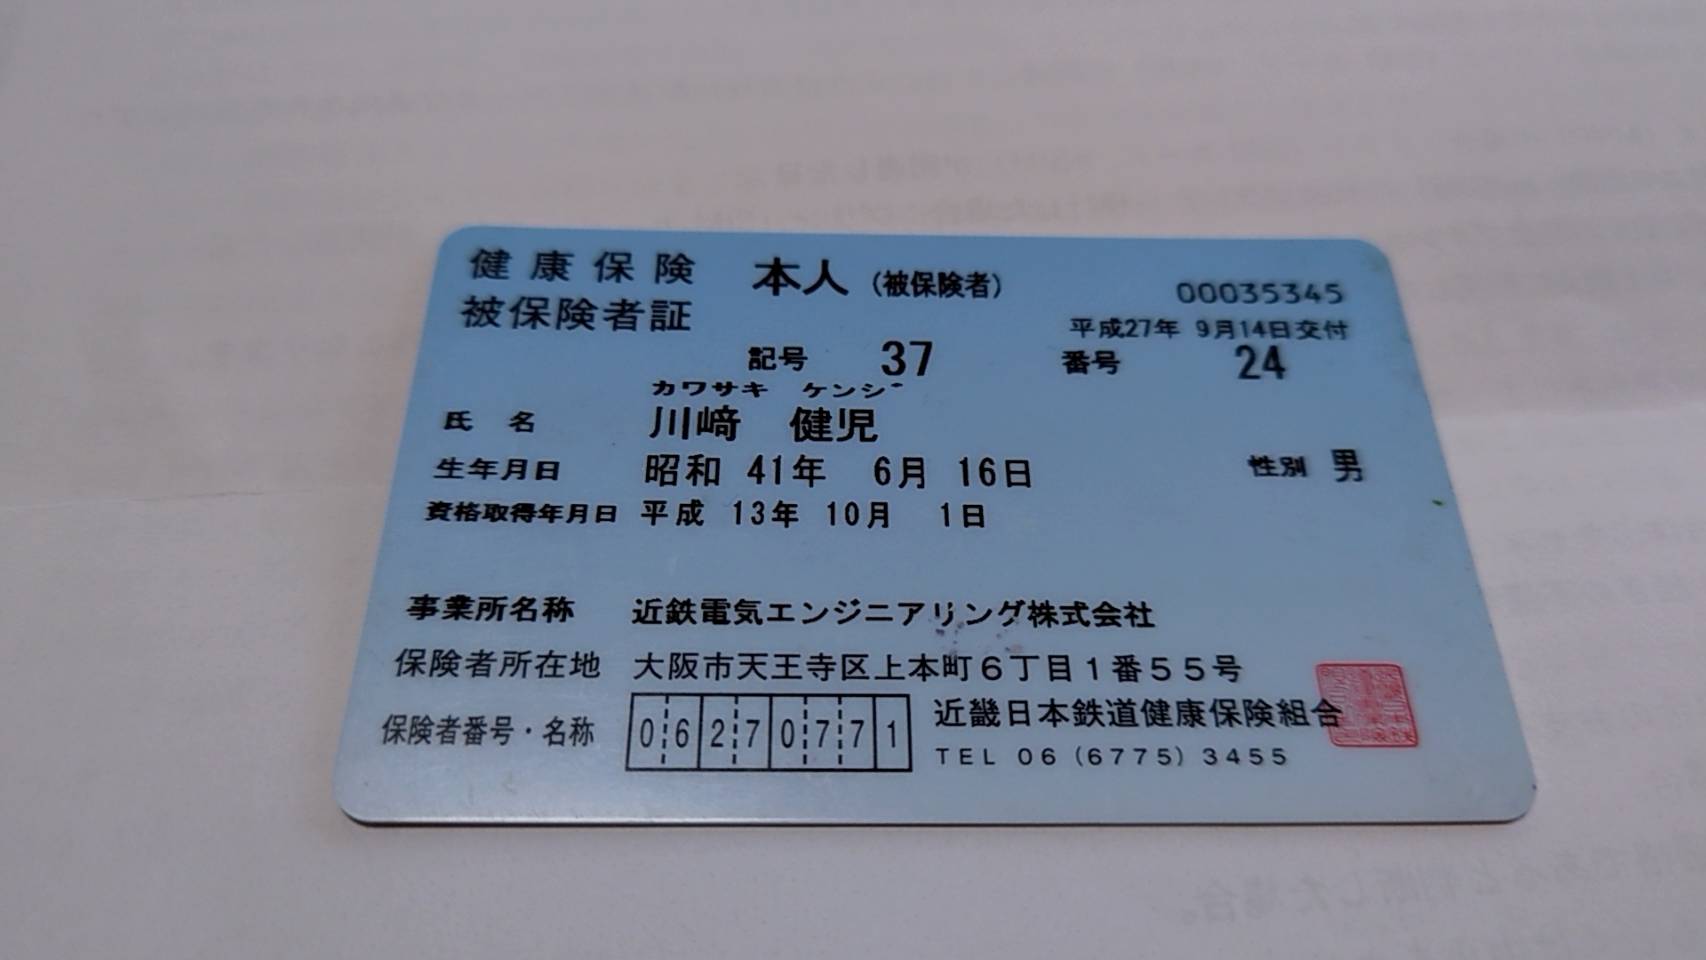 健康保険 本人（被保険者） 00035345
被保険者証 平成27年 9月14日交付
記号 37 番号 24
カワサキ ケンジ
氏名 川﨑 健児
生年月日 昭和 41年 6月 16日 性別 男
資格取得年月日 平成 13年 10月 1日
事業所名称 近鉄電気エンジニアリング株式会社
保険者所在地 大阪市天王寺区上本町６丁目１番５５号
保険者番号・名称 06270771 近畿日本鉄道健康保険組合
TEL 06（6775）3455